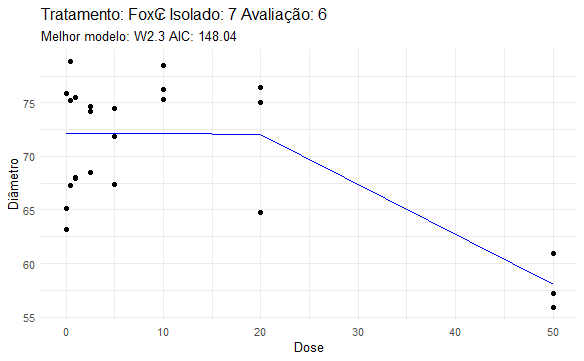 Tratamento: Fox₢ Isolado: 7 Avaliação: 6
Melhor modelo: W2.3 AIC: 148.04
Diâmetro
75
70
65
60
55
0 10 20 30 40 50
Dose